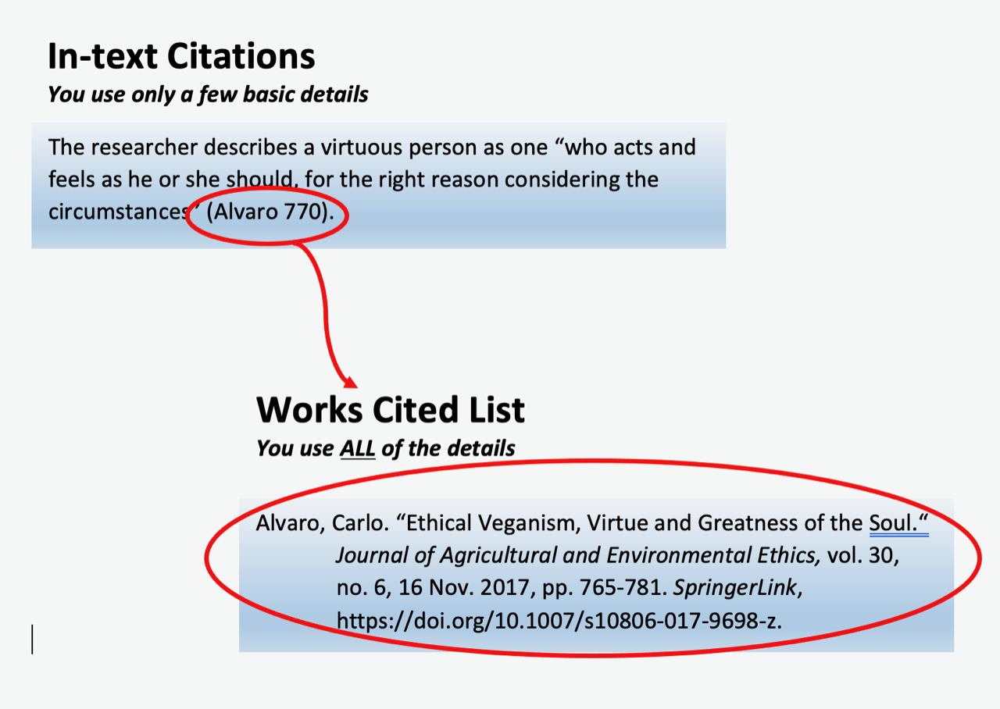 In-text Citations
You use only a few basic details
The researcher describes a virtuous person as one “who acts and
feels as he or she should, for the right reason considering the
circumstances” (Alvaro 770).
Works Cited List
You use ALL of the details
Alvaro, Carlo. “Ethical Veganism, Virtue and Greatness of the Soul.“
Journal of Agricultural and Environmental Ethics, vol. 30,
no. 6, 16 Nov. 2017, pp. 765-781. SpringerLink,
https://doi.org/10.1007/s10806-017-9698-z.